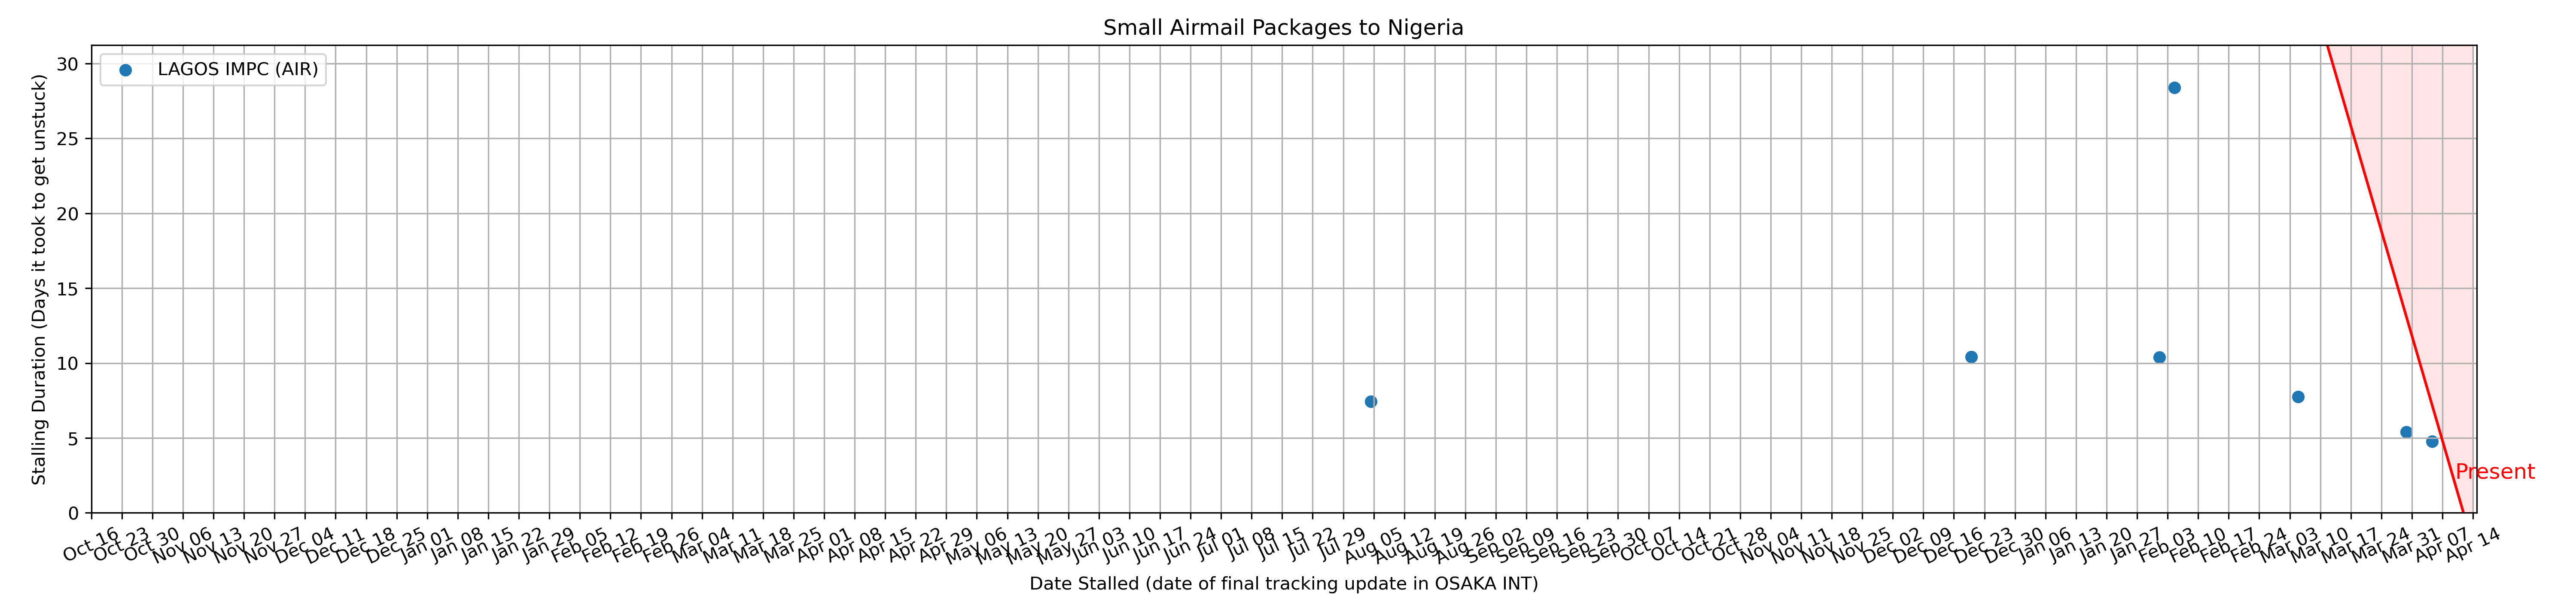 Small Airmail Packages to Nigeria
LAGOS IMPC (AIR)
Stalling Duration (Days it took to get unstuck)
30
25
20
15
10
5
0
Present
Oct 16 Oct 23 Oct 30 Nov 06 Nov 13 Nov 20 Nov 27 Dec 04 Dec 11 Dec 18 Dec 25 Jan 01 Jan 08 Jan 15 Jan 22 Jan 29 Feb 05 Feb 12 Feb 19 Feb 26 Mar 04 Mar 11 Mar 18 Mar 25 Apr 01 Apr 08 Apr 15 Apr 22 Apr 29 May 06 May 13 May 20 May 27 Jun 03 Jun 10 Jun 17 Jun 24 Jul 01 Jul 08 Jul 15 Jul 22 Jul 29 Aug 05 Aug 12 Aug 19 Aug 26 Sep 02 Sep 09 Sep 16 Sep 23 Sep 30 Oct 07 Oct 14 Oct 21 Oct 28 Nov 04 Nov 11 Nov 18 Nov 25 Dec 02 Dec 09 Dec 16 Dec 23 Dec 30 Jan 06 Jan 13 Jan 20 Jan 27 Feb 03 Feb 10 Feb 17 Feb 24 Mar 03 Mar 10 Mar 17 Mar 24 Mar 31 Apr 07 Apr 14
Date Stalled (date of final tracking update in OSAKA INT)